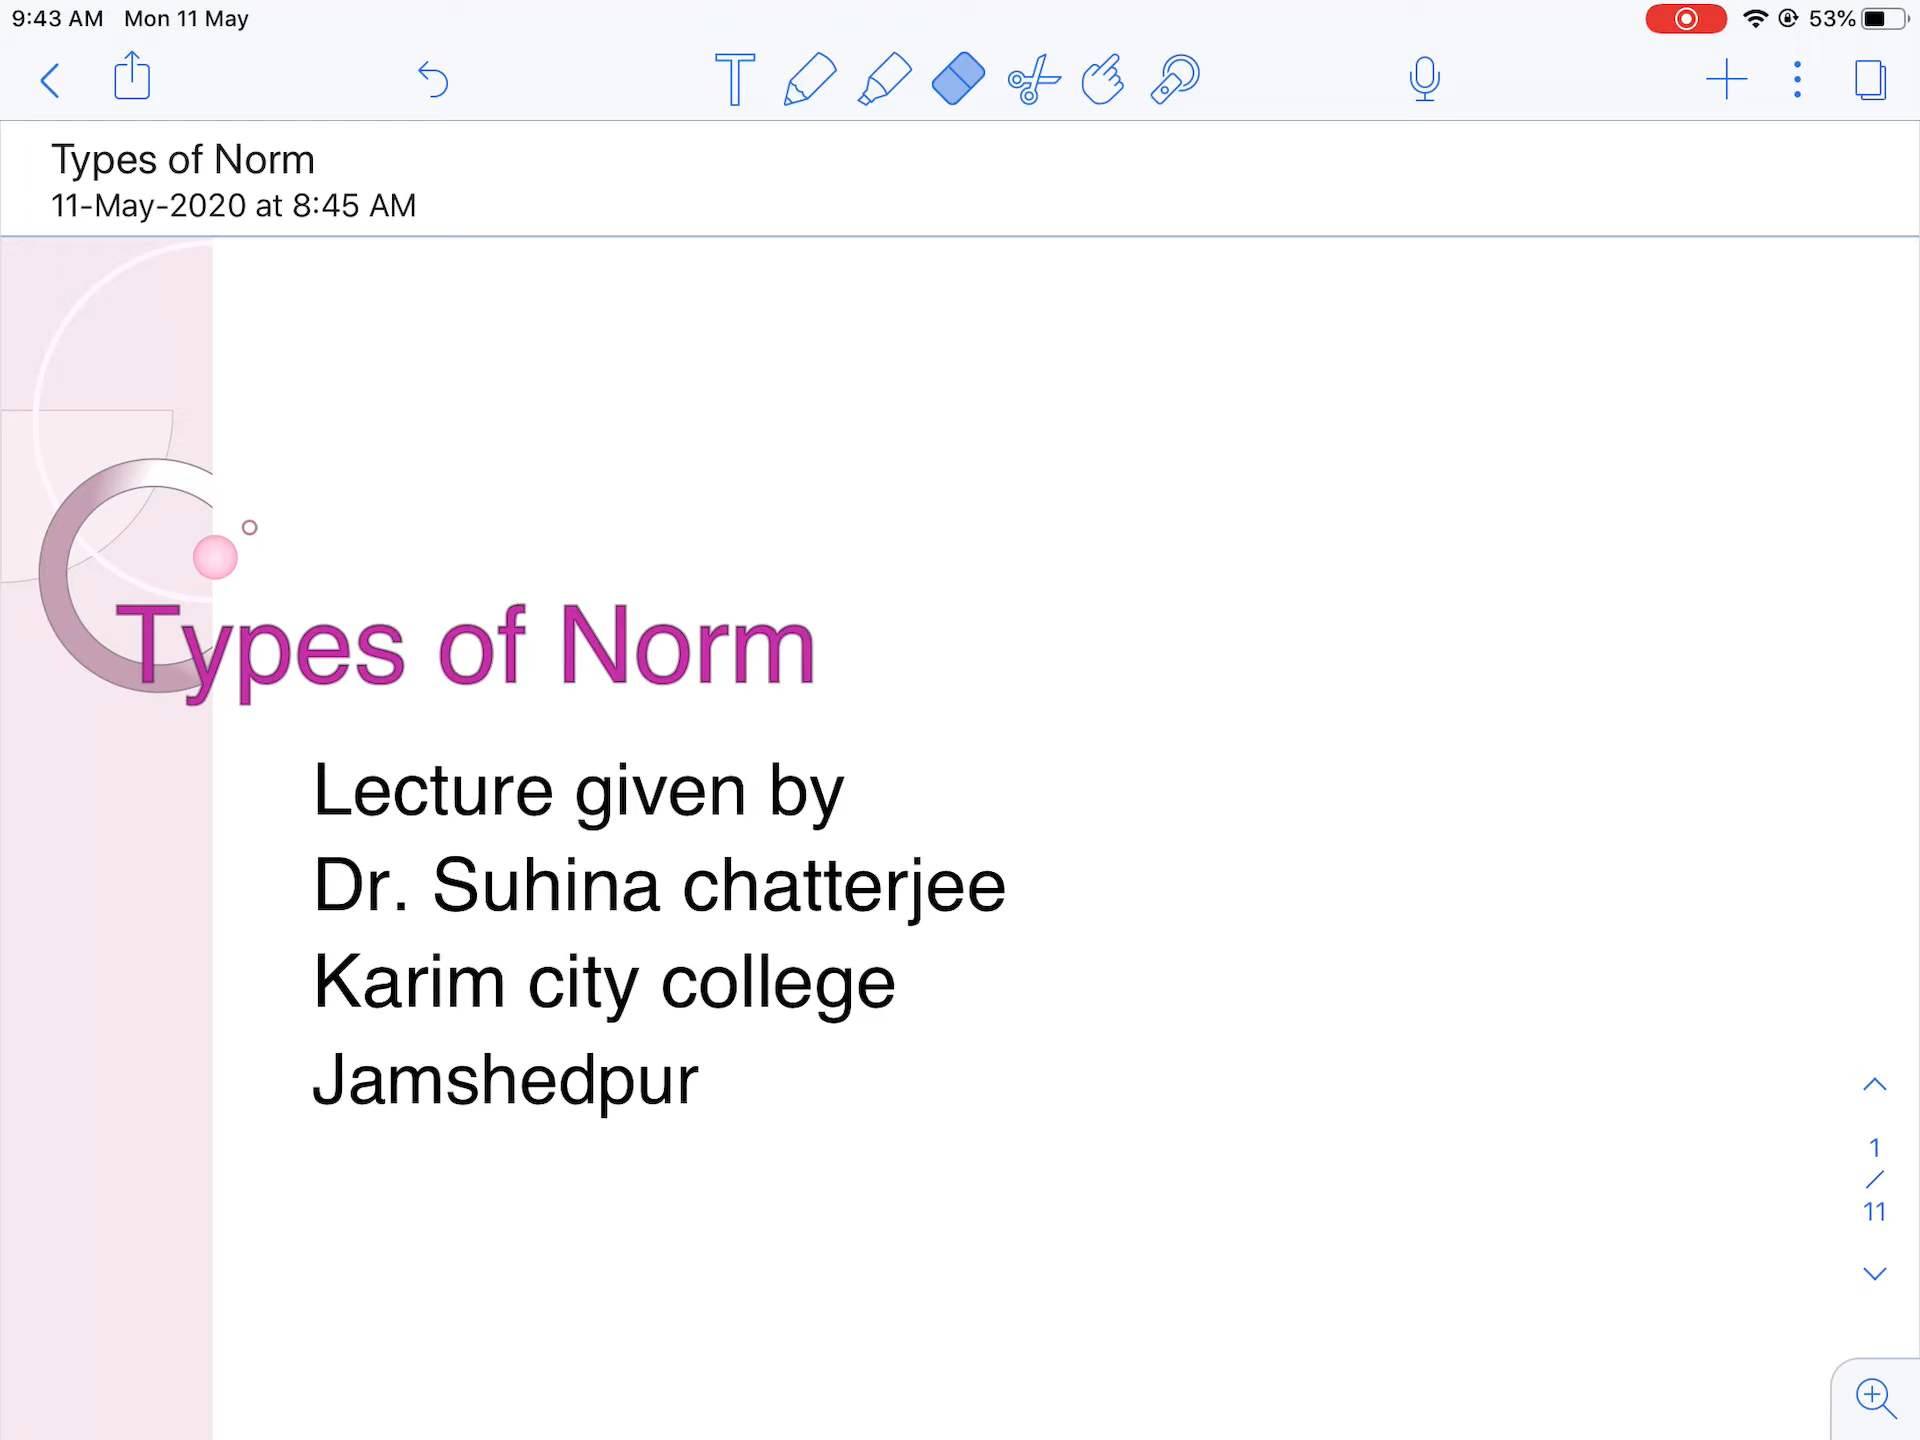 9:43 AM Mon 11 May 53%
Types of Norm
11-May-2020 at 8:45 AM
Types of Norm
Lecture given by
Dr. Suhina chatterjee
Karim city college
Jamshedpur
1
/
11